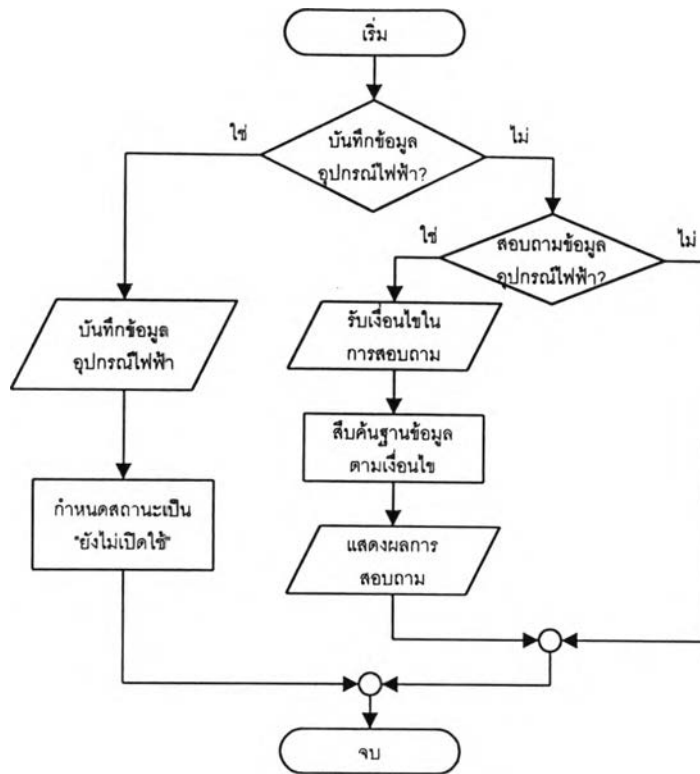 เริ่ม
บันทึกข้อมูล
อุปกรณ์ไฟฟ้า?
ใช่
ไม่
สอบถามข้อมูล
อุปกรณ์ไฟฟ้า?
ใช่
ไม่
บันทึกข้อมูล
อุปกรณ์ไฟฟ้า
รับเงื่อนไขใน
การสอบถาม
สืบค้นฐานข้อมูล
ตามเงื่อนไข
กำหนดสถานะเป็น
"ยังไม่เปิดใช้"
แสดงผลการ
สอบถาม
จบ